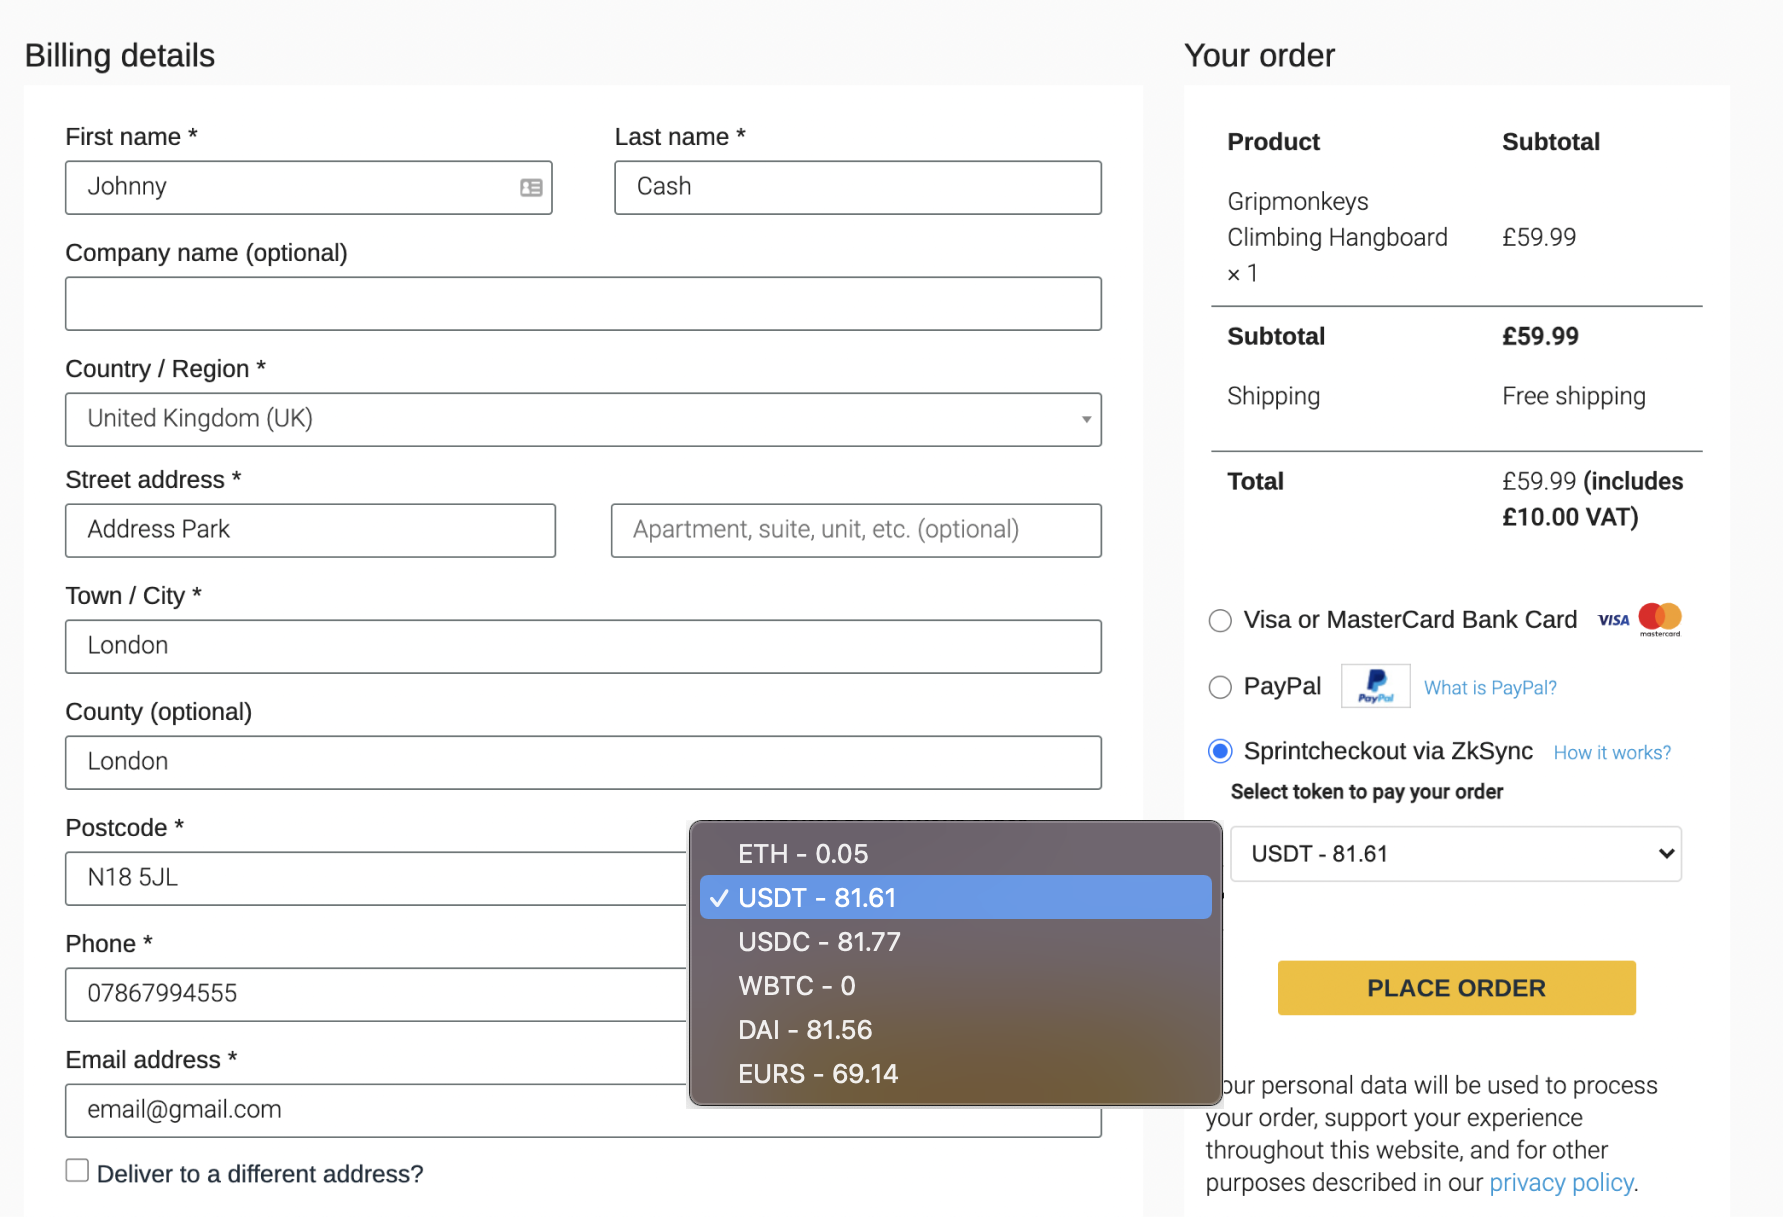 Billing details
First name *
Last name *
Johnny
Cash
Company name (optional)
Country / Region *
United Kingdom (UK)
Street address *
Address Park
Apartment, suite, unit, etc. (optional)
Town / City *
London
County (optional)
London
Postcode *
N18 5JL
Phone *
07867994555
Email address *
email@gmail.com
Deliver to a different address?
ETH - 0.05
✓ USDT - 81.61
USDC - 81.77
WBTC - 0
DAI - 81.56
EURS - 69.14
Your order
Product
Subtotal
Gripmonkeys
Climbing Hangboard
£59.99
× 1
Subtotal
£59.99
Shipping
Free shipping
Total
£59.99 (includes
£10.00 VAT)
Visa or MasterCard Bank Card
VISA
mastercard
PayPal
PayPal
What is PayPal?
Sprintcheckout via ZkSync
How it works?
Select token to pay your order
USDT - 81.61
PLACE ORDER
our personal data will be used to process
your order, support your experience
throughout this website, and for other
purposes described in our privacy policy.